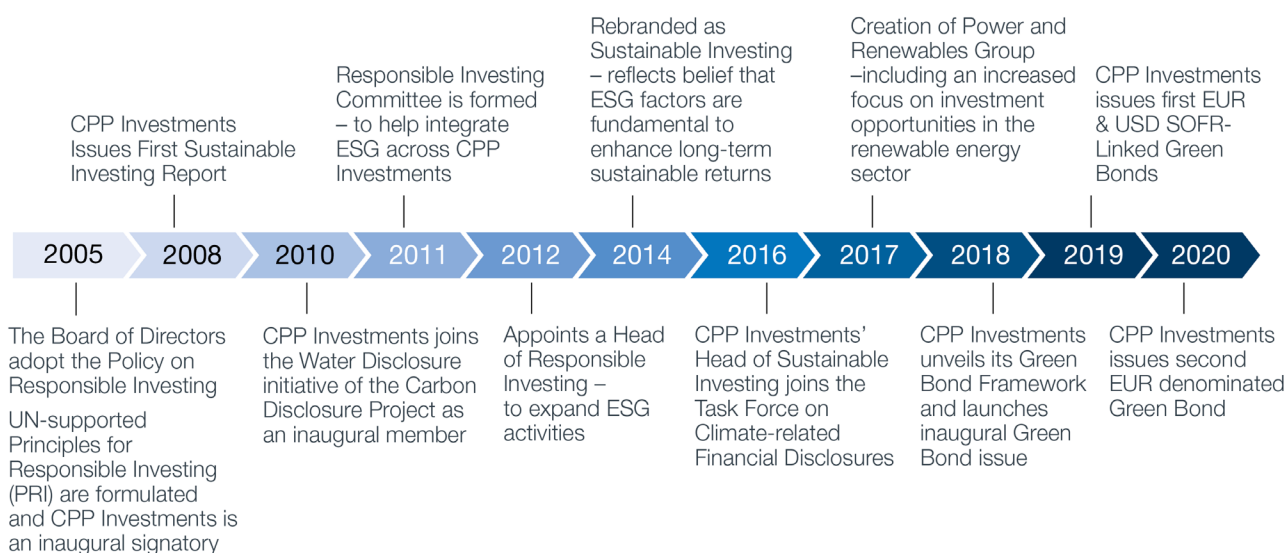 CPP Investments
Issues First Sustainable
Investing Report
Responsible Investing
Committee is formed
– to help integrate
ESG across CPP
Investments
Rebranded as
Sustainable Investing
– reflects belief that
ESG factors are
fundamental to
enhance long-term
sustainable returns
Creation of Power and
Renewables Group
–including an increased
focus on investment
opportunities in the
renewable energy
sector
CPP Investments
issues first EUR
& USD SOFR-
Linked Green
Bonds
2005
2008
2010
2011
2012
2014
2016
2017
2018
2019
2020
The Board of Directors
adopt the Policy on
Responsible Investing
UN-supported
Principles for
Responsible Investing
(PRI) are formulated
and CPP Investments is
an inaugural signatory
CPP Investments joins
the Water Disclosure
initiative of the Carbon
Disclosure Project as
an inaugural member
Appoints a Head
of Responsible
Investing –
to expand ESG
activities
CPP Investments’
Head of Sustainable
Investing joins the
Task Force on
Climate-related
Financial Disclosures
CPP Investments
unveils its Green
Bond Framework
and launches
inaugural Green
Bond issue
CPP Investments
issues second
EUR denominated
Green Bond